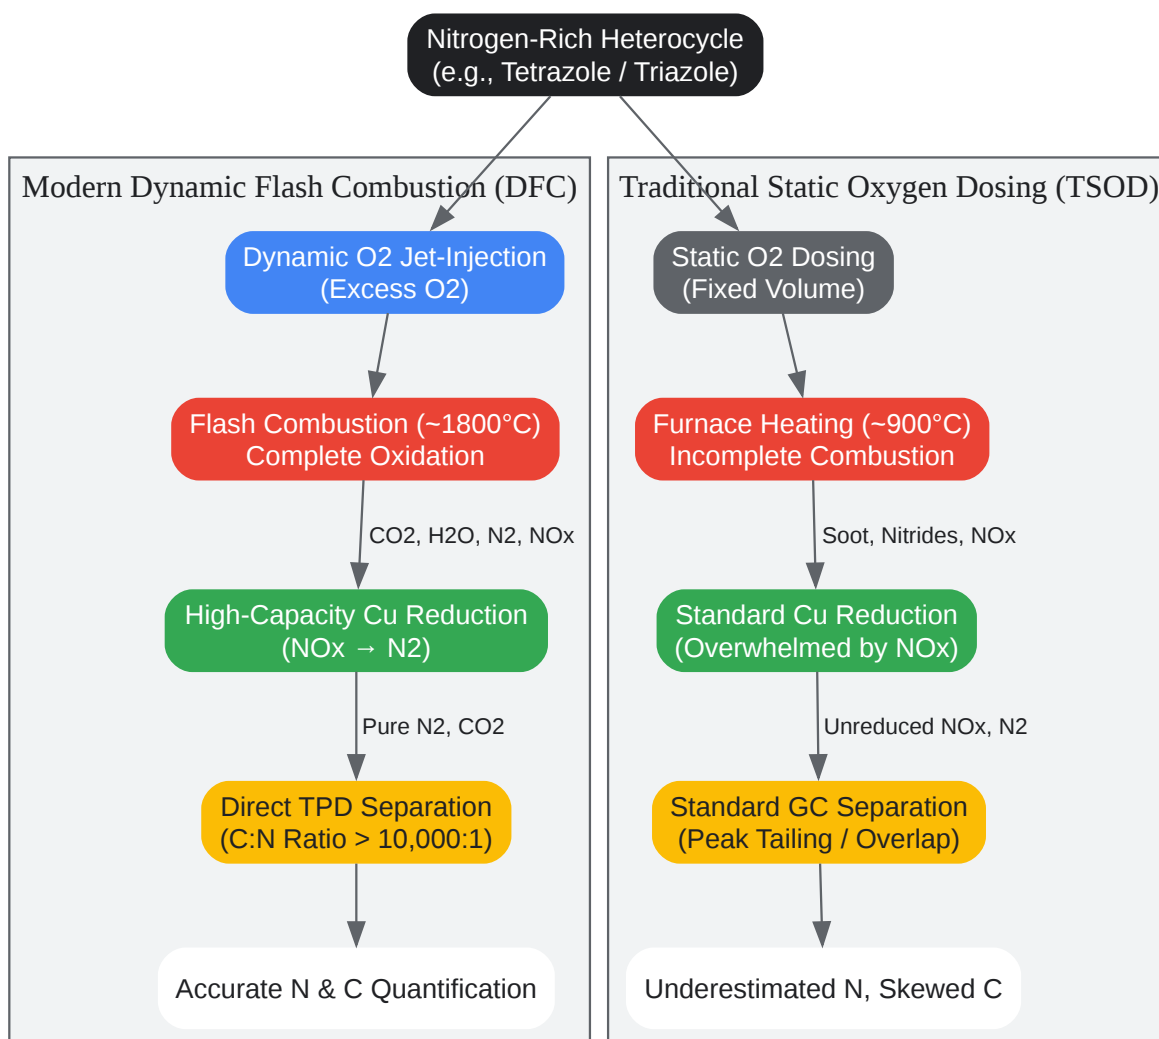 Nitrogen-Rich Heterocycle
(e.g., Tetrazole / Triazole)
Modern Dynamic Flash Combustion (DFC)
Dynamic O2 Jet-Injection
(Excess O2)
Flash Combustion (~1800°C)
Complete Oxidation
CO2, H2O, N2, NOx
High-Capacity Cu Reduction
(NOx → N2)
Pure N2, CO2
Direct TPD Separation
(C:N Ratio > 10,000:1)
Accurate N & C Quantification
Traditional Static Oxygen Dosing (TSOD)
Static O2 Dosing
(Fixed Volume)
Furnace Heating (~900°C)
Incomplete Combustion
Soot, Nitrides, NOx
Standard Cu Reduction
(Overwhelmed by NOx)
Unreduced NOx, N2
Standard GC Separation
(Peak Tailing / Overlap)
Underestimated N, Skewed C